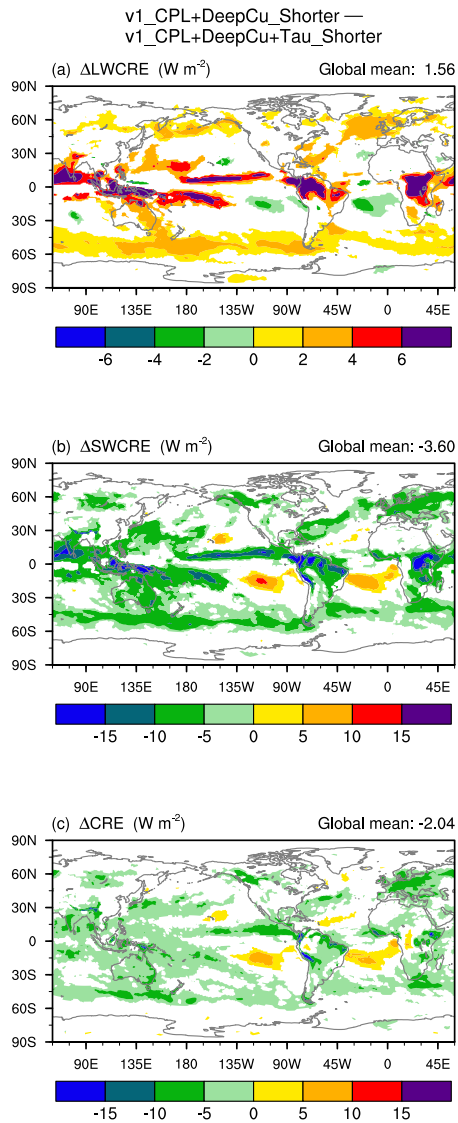 v1_CPL+DeepCu_Shorter —
v1_CPL+DeepCu+Tau_Shorter
(a) ΔLWCRE (W m-2) Global mean: 1.56
90N
60N
30N
0
30S
60S
90S
90E 135E 180 135W 90W 45W 0 45E
-6 -4 -2 0 2 4 6
(b) ΔSWCRE (W m-2) Global mean: -3.60
90N
60N
30N
0
30S
60S
90S
90E 135E 180 135W 90W 45W 0 45E
-15 -10 -5 0 5 10 15
(c) ΔCRE (W m-2) Global mean: -2.04
90N
60N
30N
0
30S
60S
90S
90E 135E 180 135W 90W 45W 0 45E
-15 -10 -5 0 5 10 15